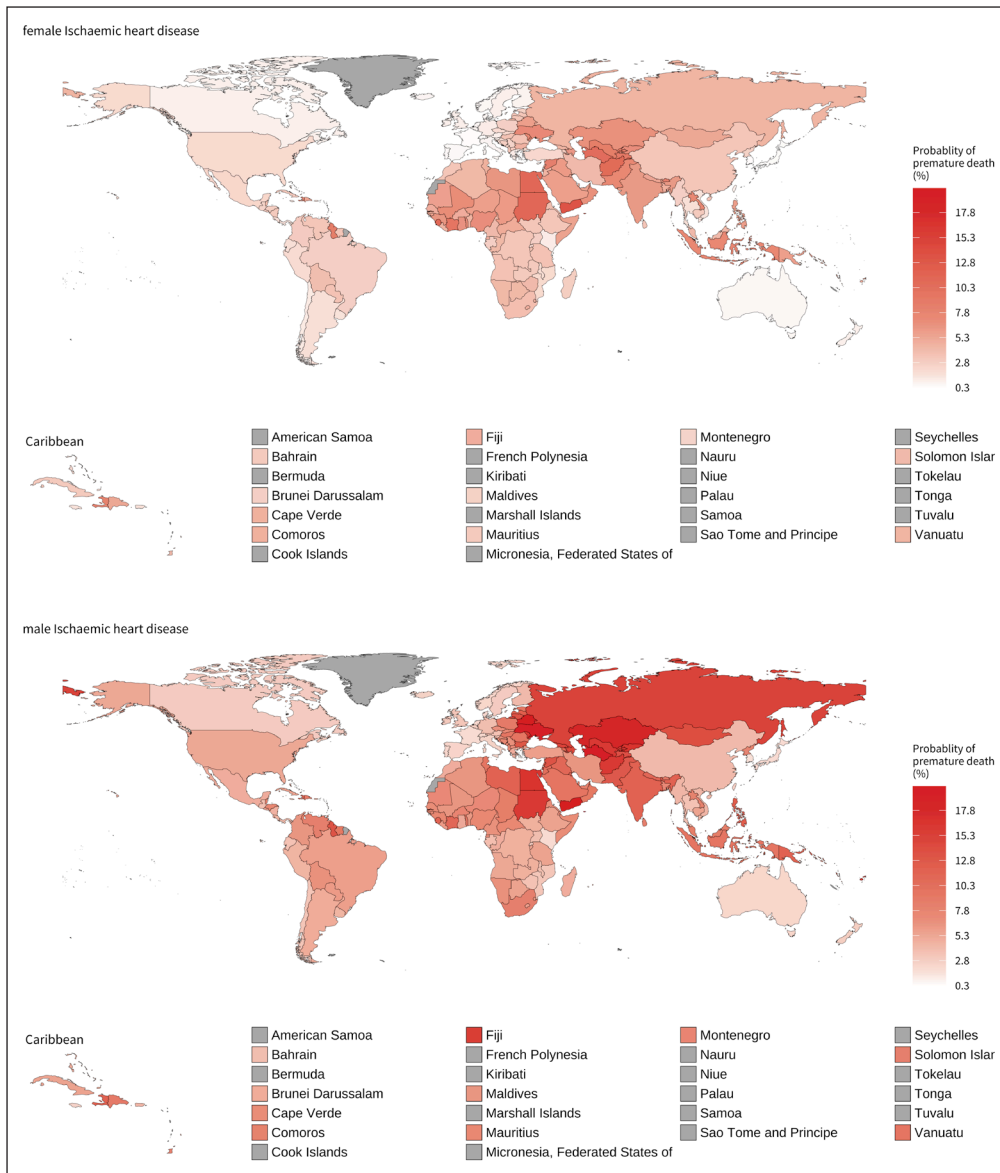 female Ischaemic heart disease
Probablity of
premature death
(%)
17.8
15.3
12.8
10.3
7.8
5.3
2.8
0.3
Caribbean
American Samoa
Bahrain
Bermuda
Brunei Darussalam
Cape Verde
Comoros
Cook Islands
Fiji
French Polynesia
Kiribati
Maldives
Marshall Islands
Mauritius
Micronesia, Federated States of
Montenegro
Nauru
Niue
Palau
Samoa
Sao Tome and Principe
Seychelles
Solomon Islar
Tokelau
Tonga
Tuvalu
Vanuatu
male Ischaemic heart disease
Probablity of
premature death
(%)
17.8
15.3
12.8
10.3
7.8
5.3
2.8
0.3
Caribbean
American Samoa
Bahrain
Bermuda
Brunei Darussalam
Cape Verde
Comoros
Cook Islands
Fiji
French Polynesia
Kiribati
Maldives
Marshall Islands
Mauritius
Micronesia, Federated States of
Montenegro
Nauru
Niue
Palau
Samoa
Sao Tome and Principe
Seychelles
Solomon Islar
Tokelau
Tonga
Tuvalu
Vanuatu